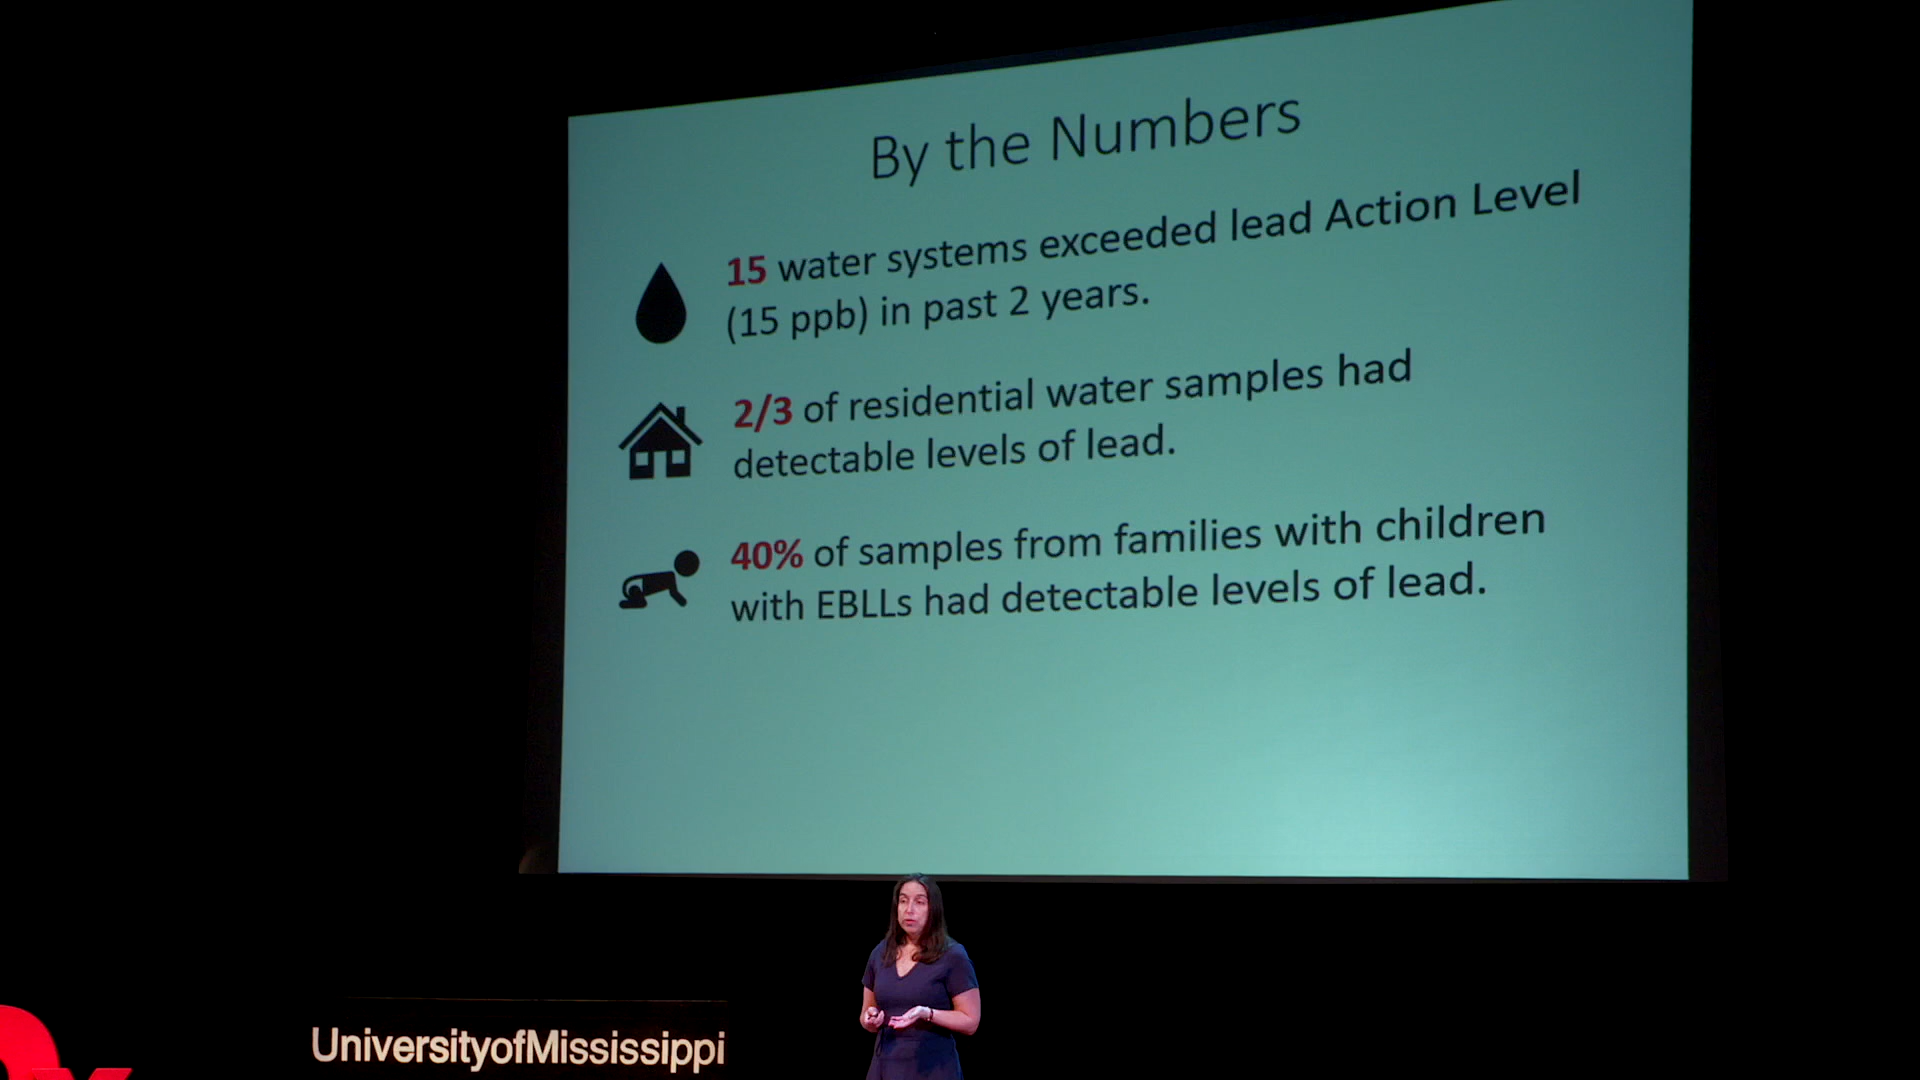 By the Numbers
15 water systems exceeded lead Action Level
(15 ppb) in past 2 years.
2/3 of residential water samples had
detectable levels of lead.
40% of samples from families with children
with EBLLs had detectable levels of lead.
UniversityofMississippi